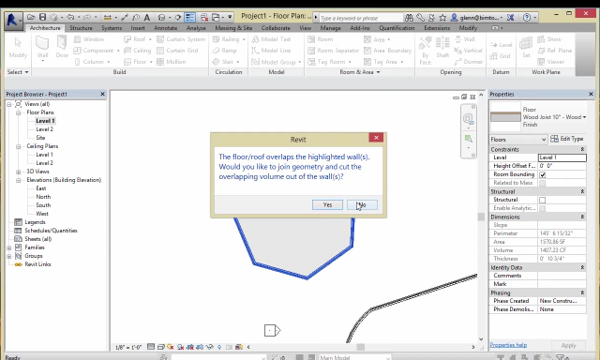 Project1 - Floor Plan:
Type a keyword or phrase
glenn@bimto...
Architecture Structure Systems Insert Annotate Analyze Massing & Site Collaborate View Manage Add-Ins Quantification Extensibility Modify
Modify Wall Door Window Component Column Roof Ceiling Floor Curtain System Curtain Grid Mullion Railing Ramp Stair Model Text Model Line Model Group Room Room Separator Tag Room Area Area Boundary Tag Area By Face Shaft Wall Vertical Dormer Level Grid Set Show Ref Plane Viewer
Select Build Circulation Model Room & Area Opening Datum Work Plane
Project Browser - Project1
Views (all)
Floor Plans
Level 1
Level 2
Site
Ceiling Plans
Level 1
Level 2
3D Views
Elevations (Building Elevation)
East
North
South
West
Legends
Schedules/Quantities
Sheets (all)
Families
Groups
Revit Links
Revit
The floor/roof overlaps the highlighted wall(s).
Would you like to join geometry and cut the
overlapping volume out of the wall(s)?
Yes No
Properties
Floor
Wood Joist 10" - Wood
Finish
Floors Edit Type
Constraints
Level Level 1
Height Offset F... 0' 0"
Room Bounding
Related to Mass
Structural
Structural
Enable Analytic...
Dimensions
Slope
Perimeter 145' 6 15/32"
Area 1570.86 SF
Volume 1407.23 CF
Thickness 0' 10 3/4"
Identity Data
Comments
Mark
Phasing
Phase Created New Constru...
Phase Demolis... None
Properties help Apply
1/8" = 1'-0"
Ready
Main Model